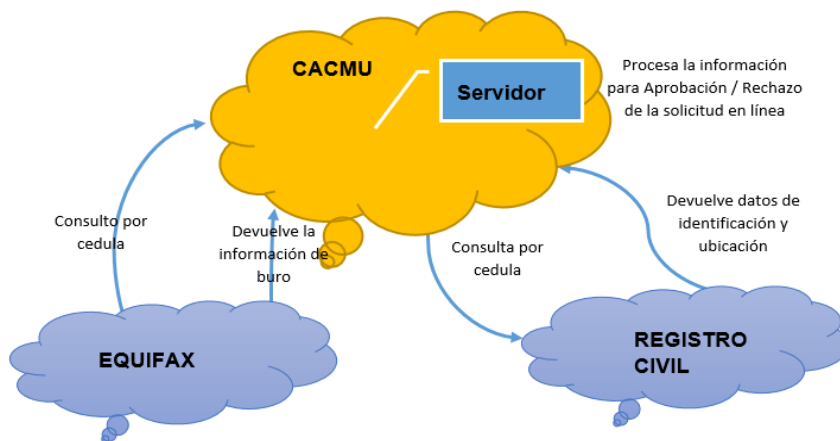 CACMU
Servidor
Procesa la información
para Aprobación / Rechazo
de la solicitud en línea
Consulto por
cedula
Devuelve la
información de
buro
Consulta por
cedula
Devuelve datos de
identificación y
ubicación
EQUIFAX
REGISTRO
CIVIL